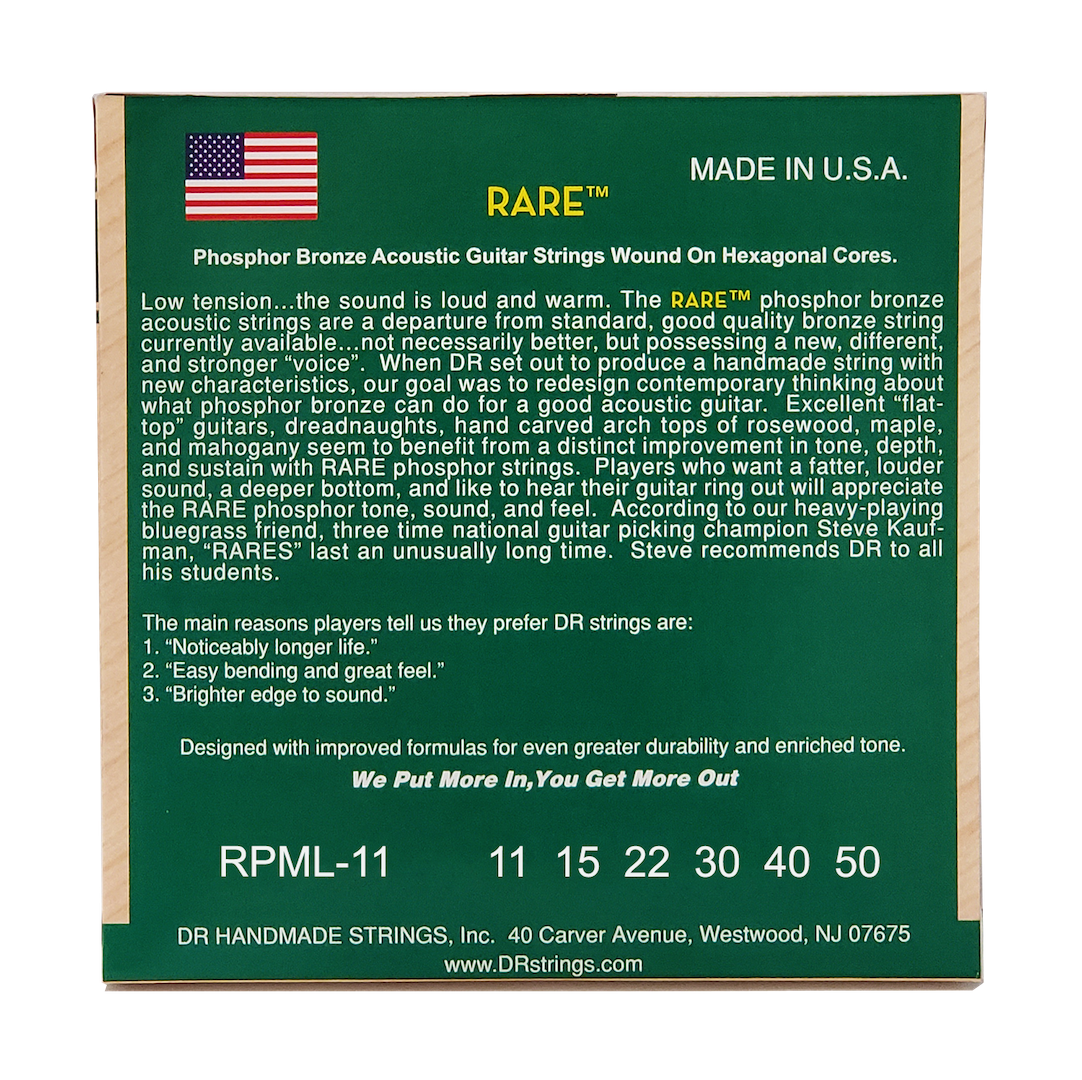 MADE IN U.S.A.
RARE™
Phosphor Bronze Acoustic Guitar Strings Wound On Hexagonal Cores.
Low tension...the sound is loud and warm. The RARE™ phosphor bronze
acoustic strings are a departure from standard, good quality bronze string
currently available...not necessarily better, but possessing a new, different,
and stronger “voice”. When DR set out to produce a handmade string with
new characteristics, our goal was to redesign contemporary thinking about
what phosphor bronze can do for a good acoustic guitar. Excellent “flat-
top” guitars, dreadnaughts, hand carved arch tops of rosewood, maple,
and mahogany seem to benefit from a distinct improvement in tone, depth,
and sustain with RARE phosphor strings. Players who want a fatter, louder
sound, a deeper bottom, and like to hear their guitar ring out will appreciate
the RARE phosphor tone, sound, and feel. According to our heavy-playing
bluegrass friend, three time national guitar picking champion Steve Kauf-
man, “RARES” last an unusually long time. Steve recommends DR to all
his students.
The main reasons players tell us they prefer DR strings are:
1. “Noticeably longer life.”
2. “Easy bending and great feel.”
3. “Brighter edge to sound.”
Designed with improved formulas for even greater durability and enriched tone.
We Put More In,You Get More Out
RPML-11 11 15 22 30 40 50
DR HANDMADE STRINGS, Inc. 40 Carver Avenue, Westwood, NJ 07675
www.DRstrings.com